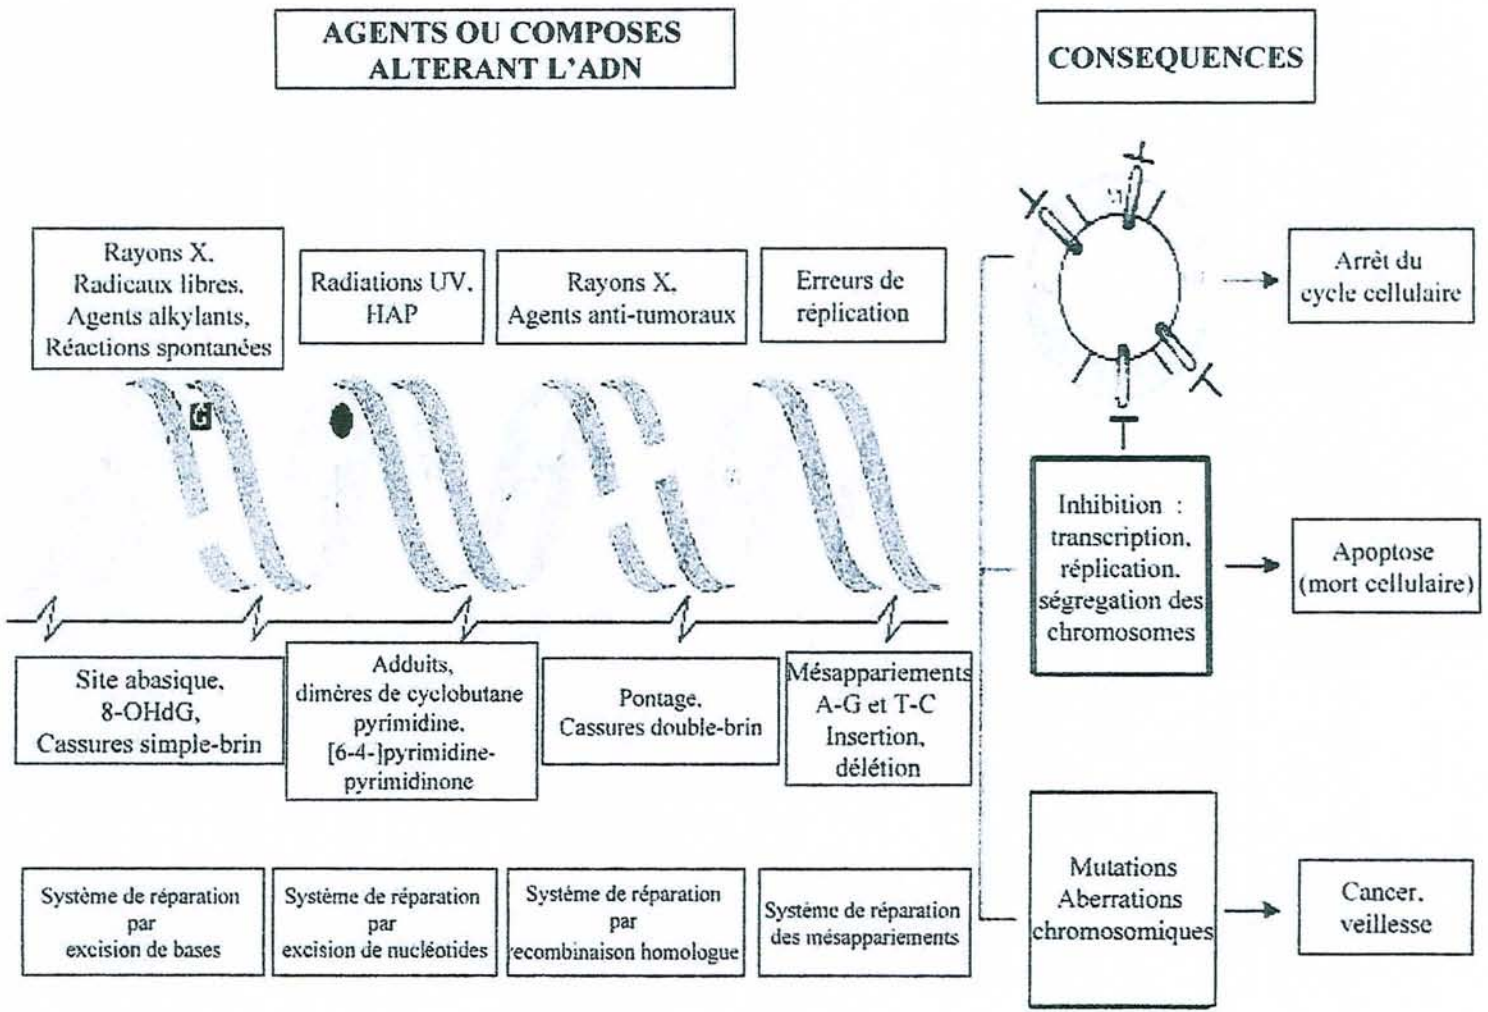 AGENTS OU COMPOSES
ALTERANT L'ADN
CONSEQUENCES
Rayons X.
Radicaux libres.
Agents alkylants,
Réactions spontanées
Radiations UV.
HAP
Rayons X.
Agents anti-tumoraux
Erreurs de
réplication
Arrêt du
cycle cellulaire
G
Site abasique.
8-OHdG,
Cassures simple-brin
Adduits,
dimères de cyclobutane
pyrimidine.
[6-4-]pyrimidine-
pyrimidinone
Pontage.
Cassures double-brin
Mésappariements
A-G et T-C
Insertion,
délétion
Inhibition :
transcription.
réplication.
ségregation des
chromosomes
Apoptose
(mort cellulaire)
Système de réparation
par
excision de bases
Système de réparation
par
excision de nucléotides
Système de réparation
par
recombinaison homologue
Système de réparation
des mésappariements
Mutations
Aberrations
chromosomiques
Cancer.
veillesse